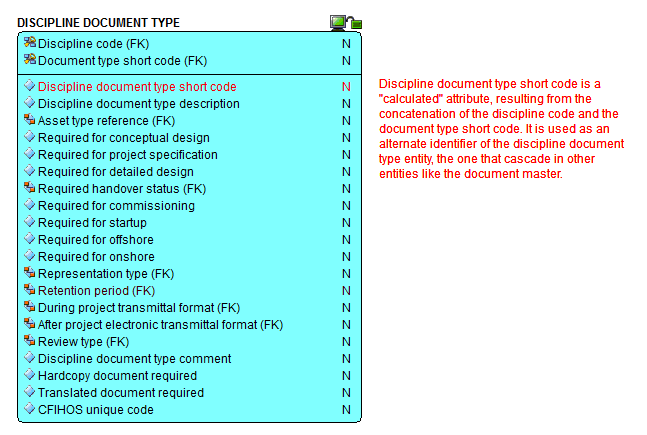 DISCIPLINE DOCUMENT TYPE
Discipline code (FK) N
Document type short code (FK) N
Discipline document type short code N
Discipline document type description N
Asset type reference (FK) N
Required for conceptual design N
Required for project specification N
Required for detailed design N
Required handover status (FK) N
Required for commissioning N
Required for startup N
Required for offshore N
Required for onshore N
Representation type (FK) N
Retention period (FK) N
During project transmittal format (FK) N
After project electronic transmittal format (FK) N
Review type (FK) N
Discipline document type comment N
Hardcopy document required N
Translated document required N
CFIHOS unique code N
Discipline document type short code is a
"calculated" attribute, resulting from the
concatenation of the discipline code and the
document type short code. It is used as an
alternate identifier of the discipline document
type entity, the one that cascade in other
entities like the document master.